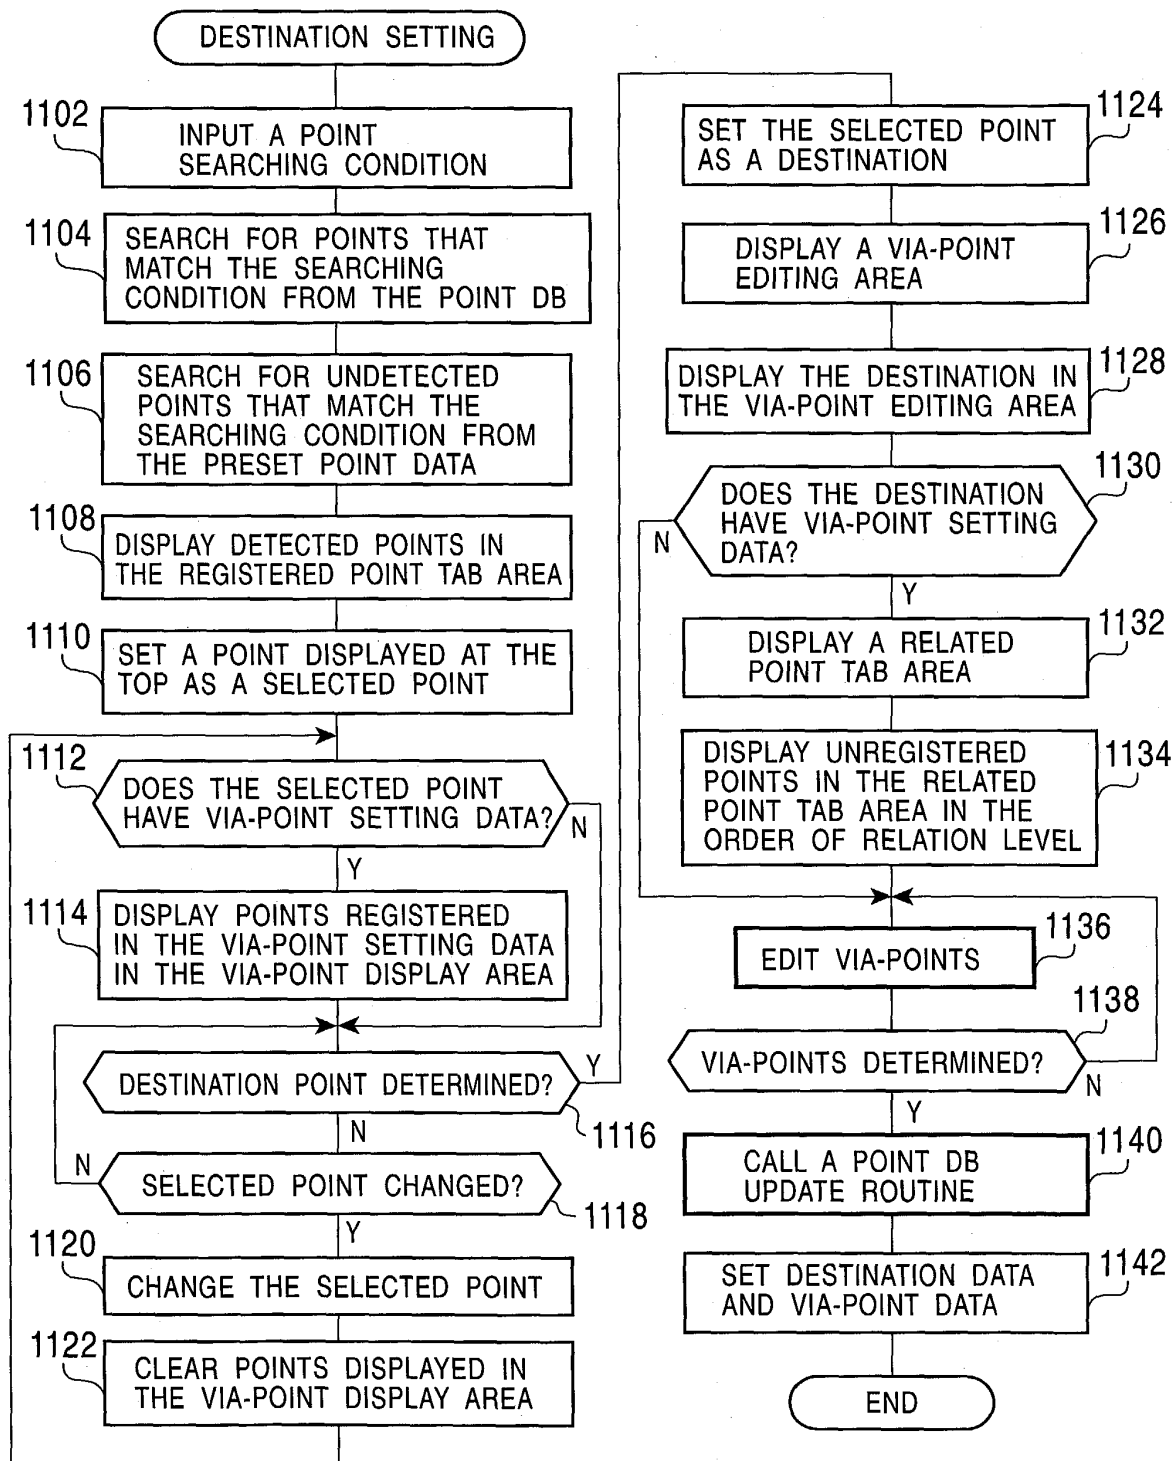 DESTINATION SETTING
1102
INPUT A POINT
SEARCHING CONDITION
1104
SEARCH FOR POINTS THAT
MATCH THE SEARCHING
CONDITION FROM THE POINT DB
1106
SEARCH FOR UNDETECTED
POINTS THAT MATCH THE
SEARCHING CONDITION FROM
THE PRESET POINT DATA
1108
DISPLAY DETECTED POINTS IN
THE REGISTERED POINT TAB AREA
1110
SET A POINT DISPLAYED AT THE
TOP AS A SELECTED POINT
1112
DOES THE SELECTED POINT
HAVE VIA-POINT SETTING DATA?
N
Y
1114
DISPLAY POINTS REGISTERED
IN THE VIA-POINT SETTING DATA
IN THE VIA-POINT DISPLAY AREA
DESTINATION POINT DETERMINED?
Y
1116
N
N
SELECTED POINT CHANGED?
1118
Y
1120
CHANGE THE SELECTED POINT
1122
CLEAR POINTS DISPLAYED IN
THE VIA-POINT DISPLAY AREA
1124
SET THE SELECTED POINT
AS A DESTINATION
1126
DISPLAY A VIA-POINT
EDITING AREA
1128
DISPLAY THE DESTINATION IN
THE VIA-POINT EDITING AREA
1130
DOES THE DESTINATION
HAVE VIA-POINT SETTING
DATA?
N
Y
1132
DISPLAY A RELATED
POINT TAB AREA
1134
DISPLAY UNREGISTERED
POINTS IN THE RELATED
POINT TAB AREA IN THE
ORDER OF RELATION LEVEL
1136
EDIT VIA-POINTS
1138
VIA-POINTS DETERMINED?
N
Y
1140
CALL A POINT DB
UPDATE ROUTINE
1142
SET DESTINATION DATA
AND VIA-POINT DATA
END